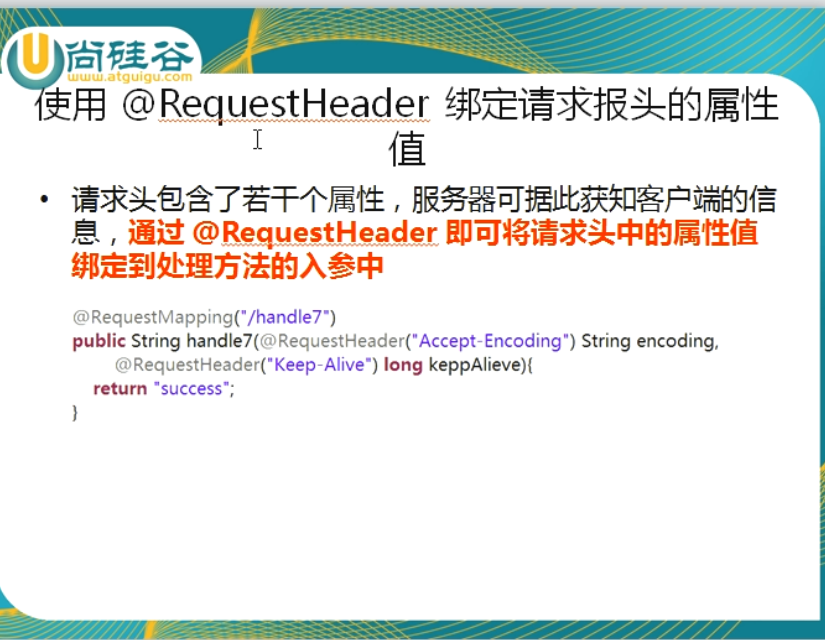 尚硅谷
www.atguigu.com
使用 @RequestHeader 绑定请求报头的属性
值
• 请求头包含了若干个属性，服务器可据此获知客户端的信
息，通过 @RequestHeader 即可将请求头中的属性值
绑定到处理方法的入参中
@RequestMapping("/handle7")
public String handle7(@RequestHeader("Accept-Encoding") String encoding,
@RequestHeader("Keep-Alive") long keppAlieve){
return "success";
}